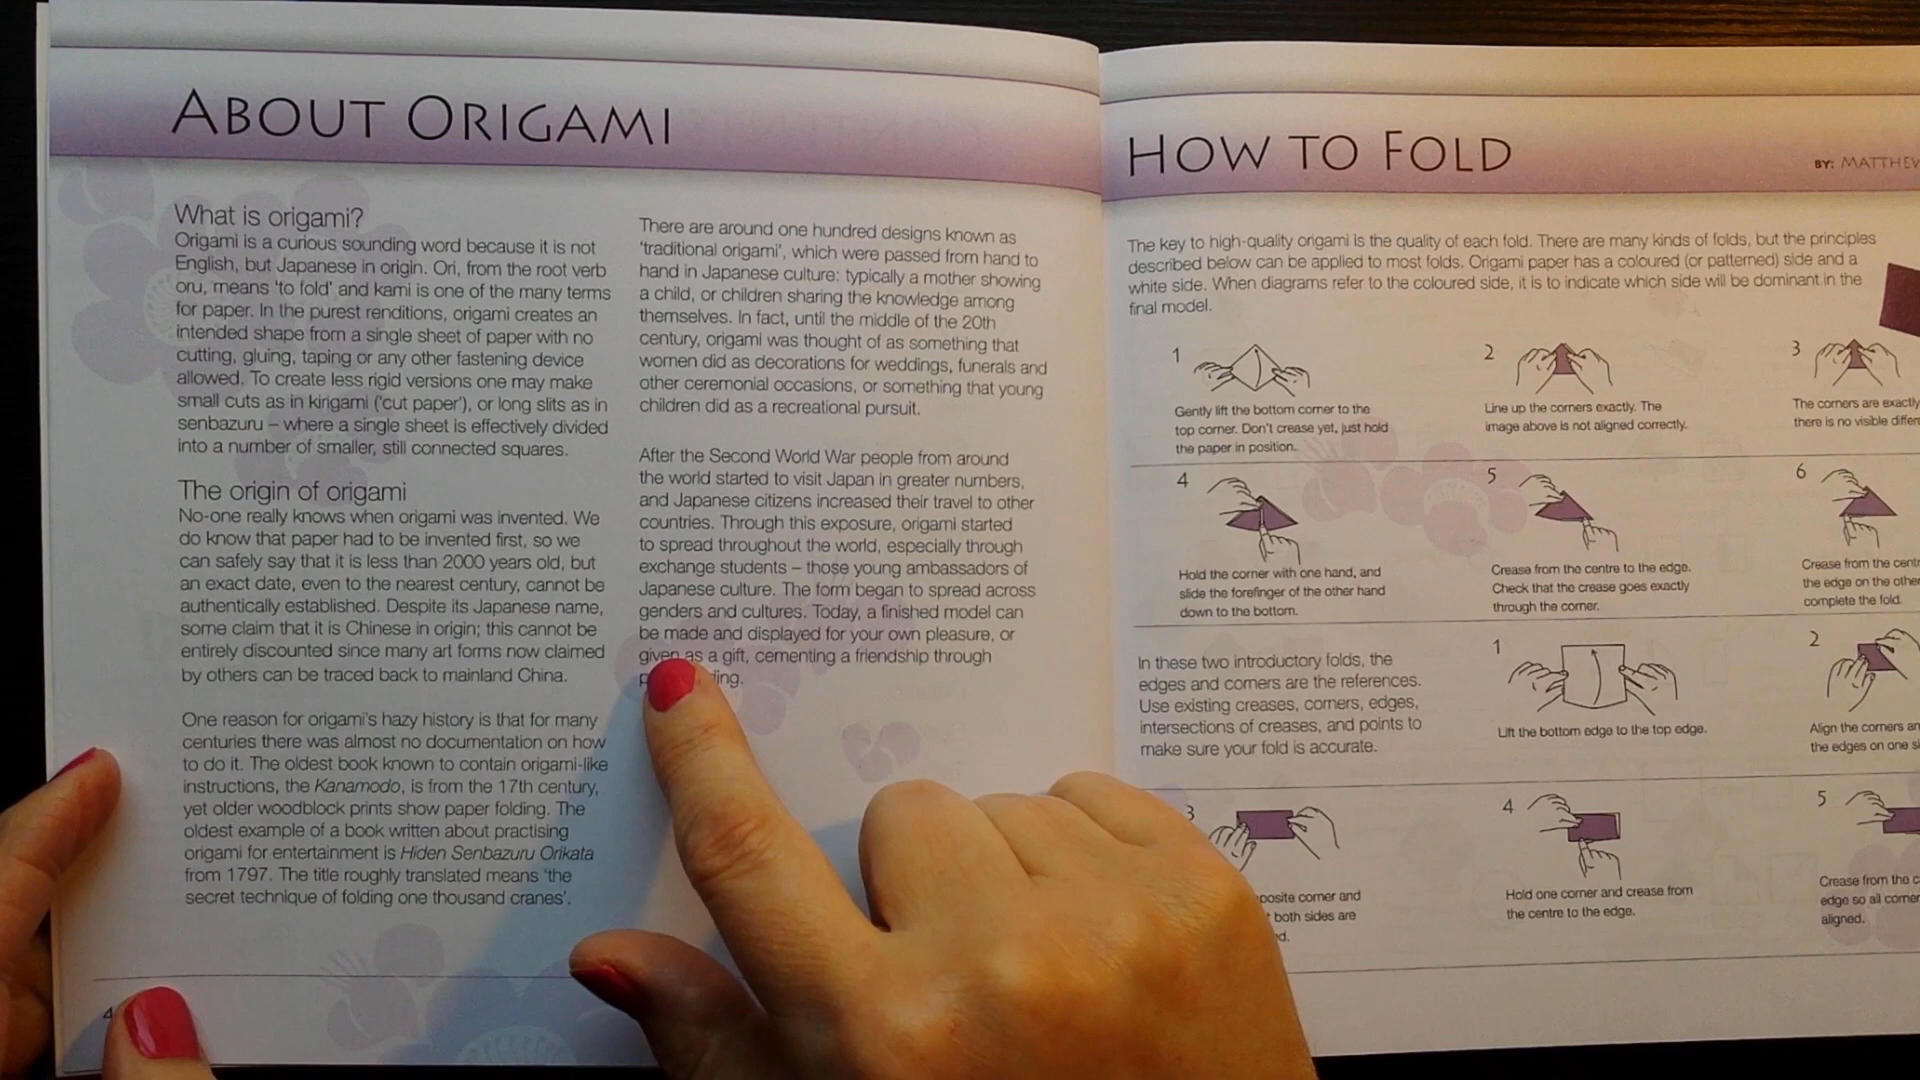 ABOUT ORIGAMI
What is origami?
Origami is a curious sounding word because it is not
English, but Japanese in origin. Ori, from the root verb
oru, means 'to fold' and kami is one of the many terms
for paper. In the purest renditions, origami creates an
intended shape from a single sheet of paper with no
cutting, gluing, taping or any other fastening device
allowed. To create less rigid versions one may make
small cuts as in kirigami ('cut paper'), or long slits as in
senbazuru – where a single sheet is effectively divided
into a number of smaller, still connected squares.
The origin of origami
No-one really knows when origami was invented. We
do know that paper had to be invented first, so we
can safely say that it is less than 2000 years old, but
an exact date, even to the nearest century, cannot be
authentically established. Despite its Japanese name,
some claim that it is Chinese in origin; this cannot be
entirely discounted since many art forms now claimed
by others can be traced back to mainland China.
One reason for origami's hazy history is that for many
centuries there was almost no documentation on how
to do it. The oldest book known to contain origami-like
instructions, the Kanamodo, is from the 17th century,
yet older woodblock prints show paper folding. The
oldest example of a book written about practising
origami for entertainment is Hiden Senbazuru Orikata
from 1797. The title roughly translated means 'the
secret technique of folding one thousand cranes'.
There are around one hundred designs known as
'traditional origami', which were passed from hand to
hand in Japanese culture: typically a mother showing
a child, or children sharing the knowledge among
themselves. In fact, until the middle of the 20th
century, origami was thought of as something that
women did as decorations for weddings, funerals and
other ceremonial occasions, or something that young
children did as a recreational pursuit.
After the Second World War people from around
the world started to visit Japan in greater numbers,
and Japanese citizens increased their travel to other
countries. Through this exposure, origami started
to spread throughout the world, especially through
exchange students – those young ambassadors of
Japanese culture. The form began to spread across
genders and cultures. Today, a finished model can
be made and displayed for your own pleasure, or
given as a gift, cementing a friendship through
4
HOW TO FOLD
BY: MATTHEW
The key to high-quality origami is the quality of each fold. There are many kinds of folds, but the principles
described below can be applied to most folds. Origami paper has a coloured (or patterned) side and a
white side. When diagrams refer to the coloured side, it is to indicate which side will be dominant in the
final model.
1
Gently lift the bottom corner to the
top corner. Don't crease yet, just hold
the paper in position.
2
Line up the corners exactly. The
image above is not aligned correctly.
3
The corners are exactly
there is no visible
4
Hold the corner with one hand, and
slide the forefinger of the other hand
down to the bottom.
5
Crease from the centre to the edge.
Check that the crease goes exactly
through the corner.
6
Crease from the
the edge on the
complete the fold.
In these two introductory folds, the
edges and corners are the references.
Use existing creases, corners, edges,
intersections of creases, and points to
make sure your fold is accurate.
1
Lift the bottom edge to the top edge.
2
Align the corners
the edges on one
3
corner and
both sides are
4
Hold one corner and crease from
the centre to the edge.
5
Crease from the
edge so all
aligned.